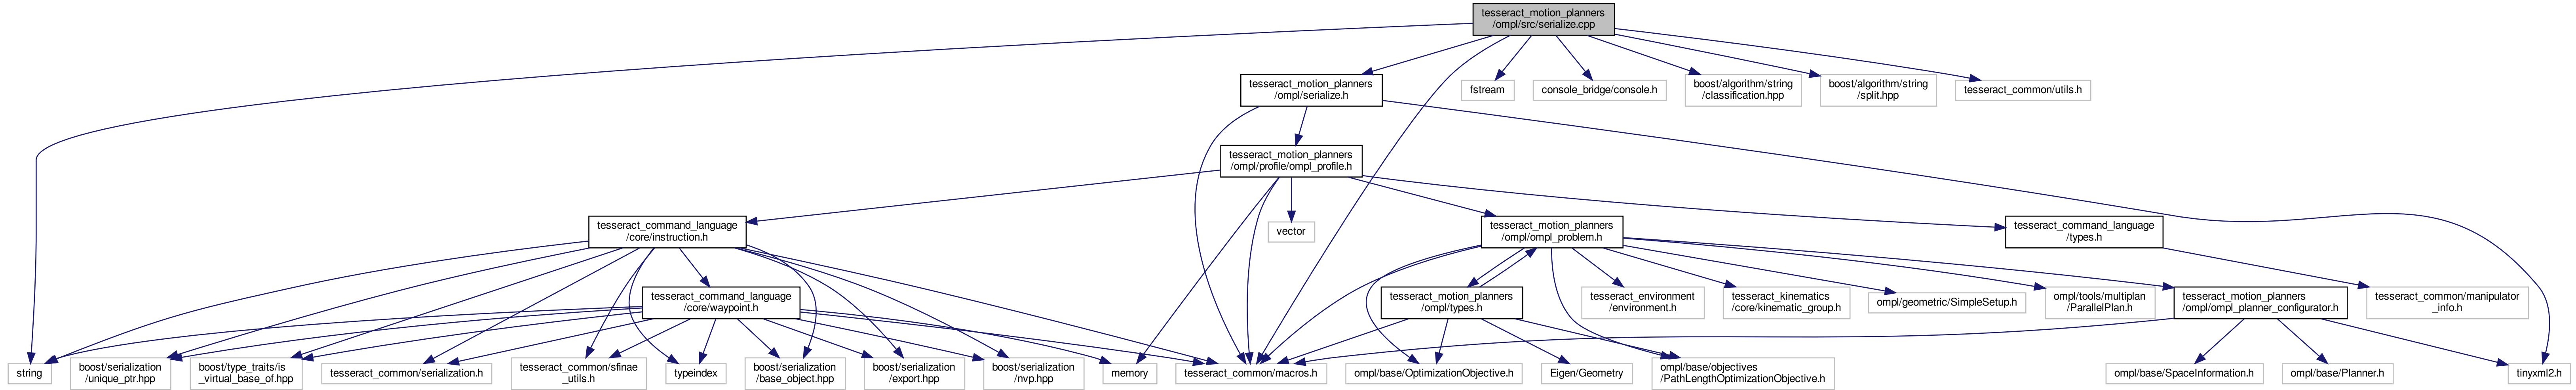 tesseract_motion_planners
/ompl/src/serialize.cpp
tesseract_motion_planners
/ompl/serialize.h
fstream
console_bridge/console.h
boost/algorithm/string
/classification.hpp
boost/algorithm/string
/split.hpp
tesseract_common/utils.h
tesseract_motion_planners
/ompl/profile/ompl_profile.h
tesseract_command_language
/core/instruction.h
vector
tesseract_motion_planners
/ompl/ompl_problem.h
tesseract_command_language
/types.h
tesseract_command_language
/core/waypoint.h
tesseract_motion_planners
/ompl/types.h
tesseract_environment
/environment.h
tesseract_kinematics
/core/kinematic_group.h
ompl/geometric/SimpleSetup.h
ompl/tools/multiplan
/ParallelPlan.h
tesseract_motion_planners
/ompl/ompl_planner_configurator.h
tesseract_common/manipulator
_info.h
string
boost/serialization
/unique_ptr.hpp
boost/type_traits/is
_virtual_base_of.hpp
tesseract_common/serialization.h
tesseract_common/sfinae
_utils.h
typeindex
boost/serialization
/base_object.hpp
boost/serialization
/export.hpp
boost/serialization
/nvp.hpp
memory
tesseract_common/macros.h
ompl/base/OptimizationObjective.h
Eigen/Geometry
ompl/base/objectives
/PathLengthOptimizationObjective.h
ompl/base/SpaceInformation.h
ompl/base/Planner.h
tinyxml2.h